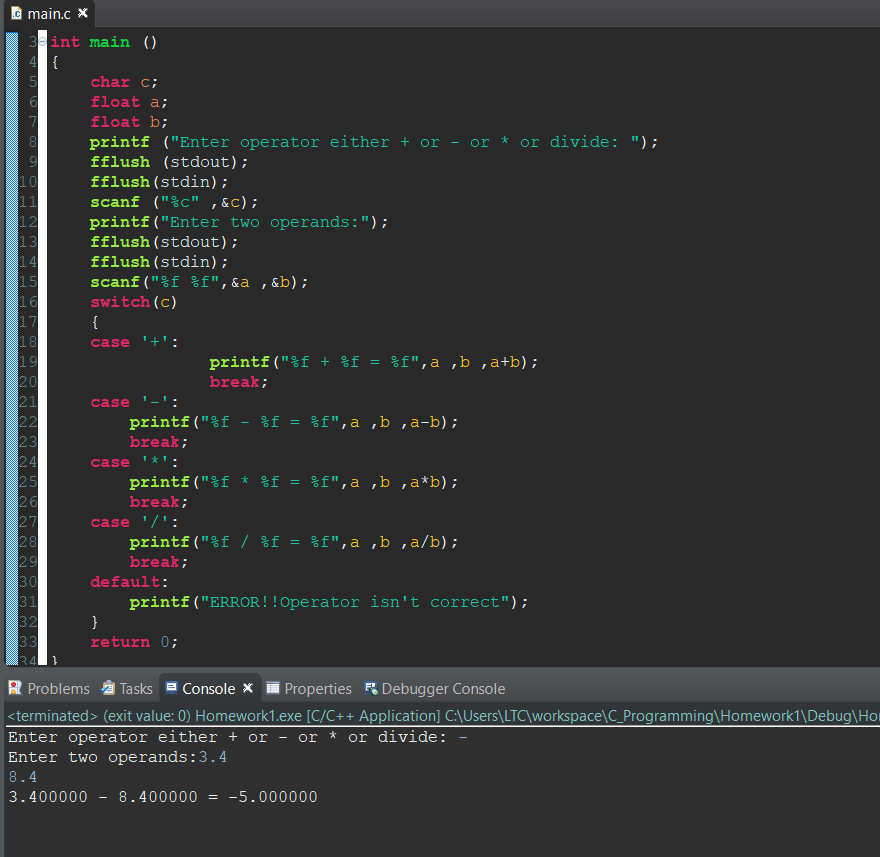 main.c
3 int main ()
4 {
5 char c;
6 float a;
7 float b;
8 printf ("Enter operator either + or - or * or divide: ");
9 fflush (stdout);
10 fflush(stdin);
11 scanf ("%c" ,&c);
12 printf("Enter two operands:");
13 fflush(stdout);
14 fflush(stdin);
15 scanf("%f %f",&a ,&b);
16 switch(c)
17 {
18 case '+':
19 printf("%f + %f = %f",a ,b ,a+b);
20 break;
21 case '-':
22 printf("%f - %f = %f",a ,b ,a-b);
23 break;
24 case '*':
25 printf("%f * %f = %f",a ,b ,a*b);
26 break;
27 case '/':
28 printf("%f / %f = %f",a ,b ,a/b);
29 break;
30 default:
31 printf("ERROR!!Operator isn't correct");
32 }
33 return 0;
34 }
Problems Tasks Console Properties Debugger Console
<terminated> (exit value: 0) Homework1.exe [C/C++ Application] C:\Users\LTC\workspace\C_Programming\Homework1\Debug\Ho
Enter operator either + or - or * or divide: -
Enter two operands:3.4
8.4
3.400000 - 8.400000 = -5.000000